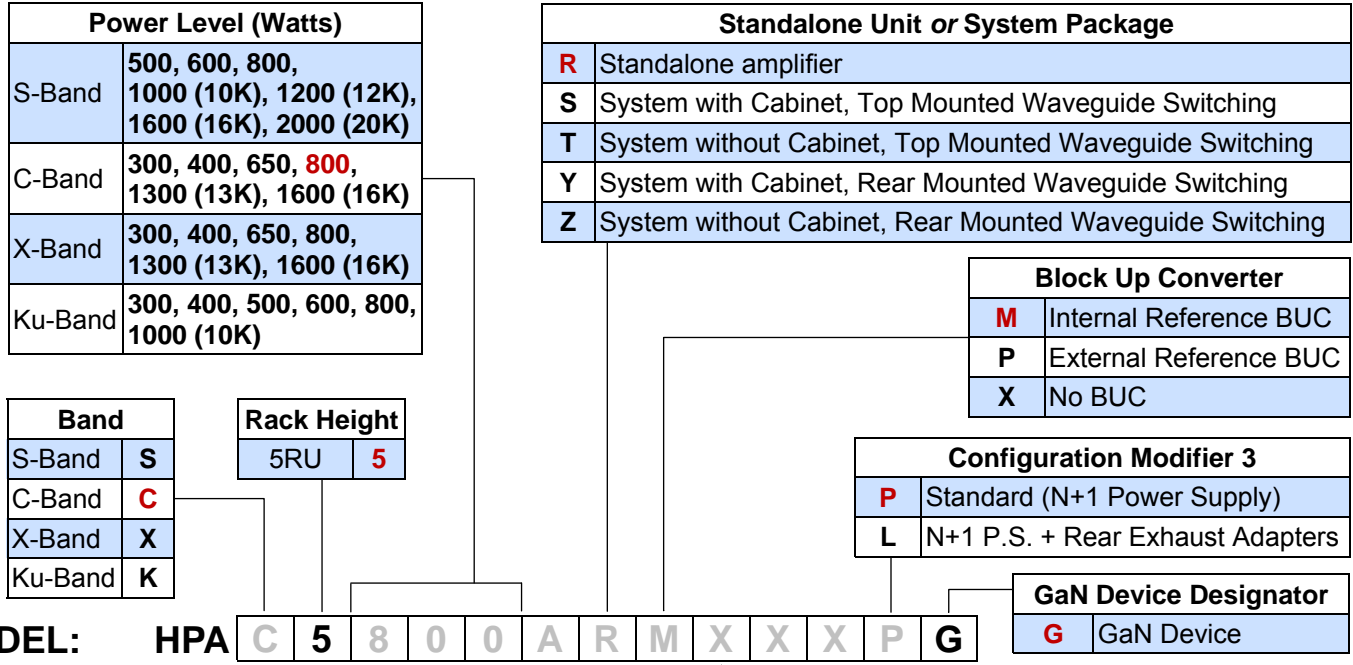 Power Level (Watts)
S-Band 500, 600, 800,
1000 (10K), 1200 (12K),
1600 (16K), 2000 (20K)
C-Band 300, 400, 650, 800,
1300 (13K), 1600 (16K)
X-Band 300, 400, 650, 800,
1300 (13K), 1600 (16K)
Ku-Band 300, 400, 500, 600, 800,
1000 (10K)
Standalone Unit or System Package
R Standalone amplifier
S System with Cabinet, Top Mounted Waveguide Switching
T System without Cabinet, Top Mounted Waveguide Switching
Y System with Cabinet, Rear Mounted Waveguide Switching
Z System without Cabinet, Rear Mounted Waveguide Switching
Block Up Converter
M Internal Reference BUC
P External Reference BUC
X No BUC
Band
S-Band S
C-Band C
X-Band X
Ku-Band K
Rack Height
5RU 5
Configuration Modifier 3
P Standard (N+1 Power Supply)
L N+1 P.S. + Rear Exhaust Adapters
GaN Device Designator
G GaN Device
DEL: HPA C 5 8 0 0 A R M X X X P G